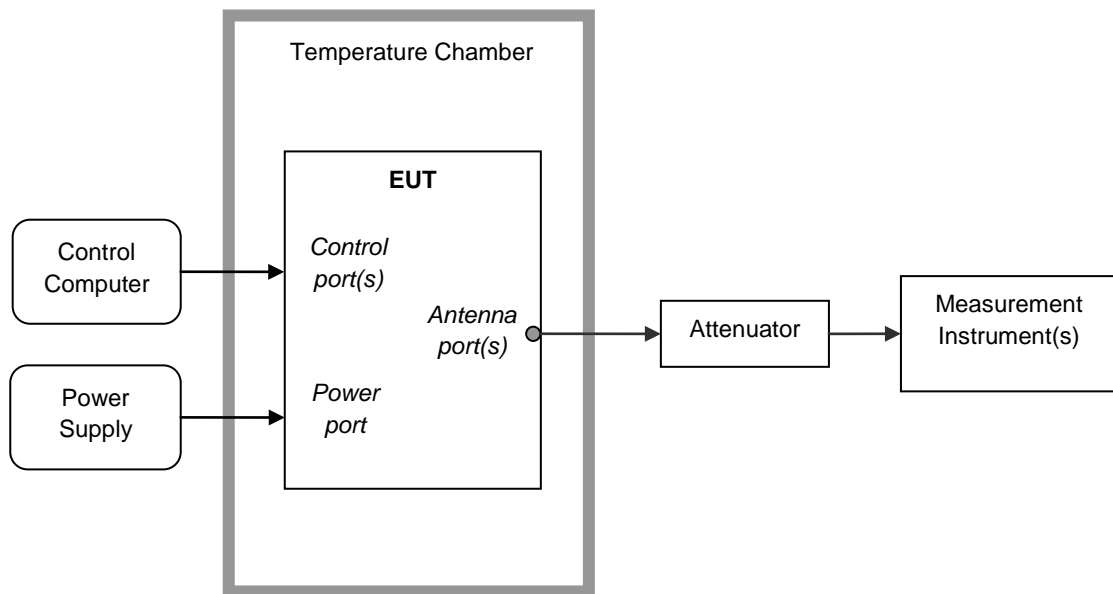 Temperature Chamber
EUT
Control
Computer
Control
port(s)
Antenna
port(s)
Attenuator
Measurement
Instrument(s)
Power
Supply
Power
port